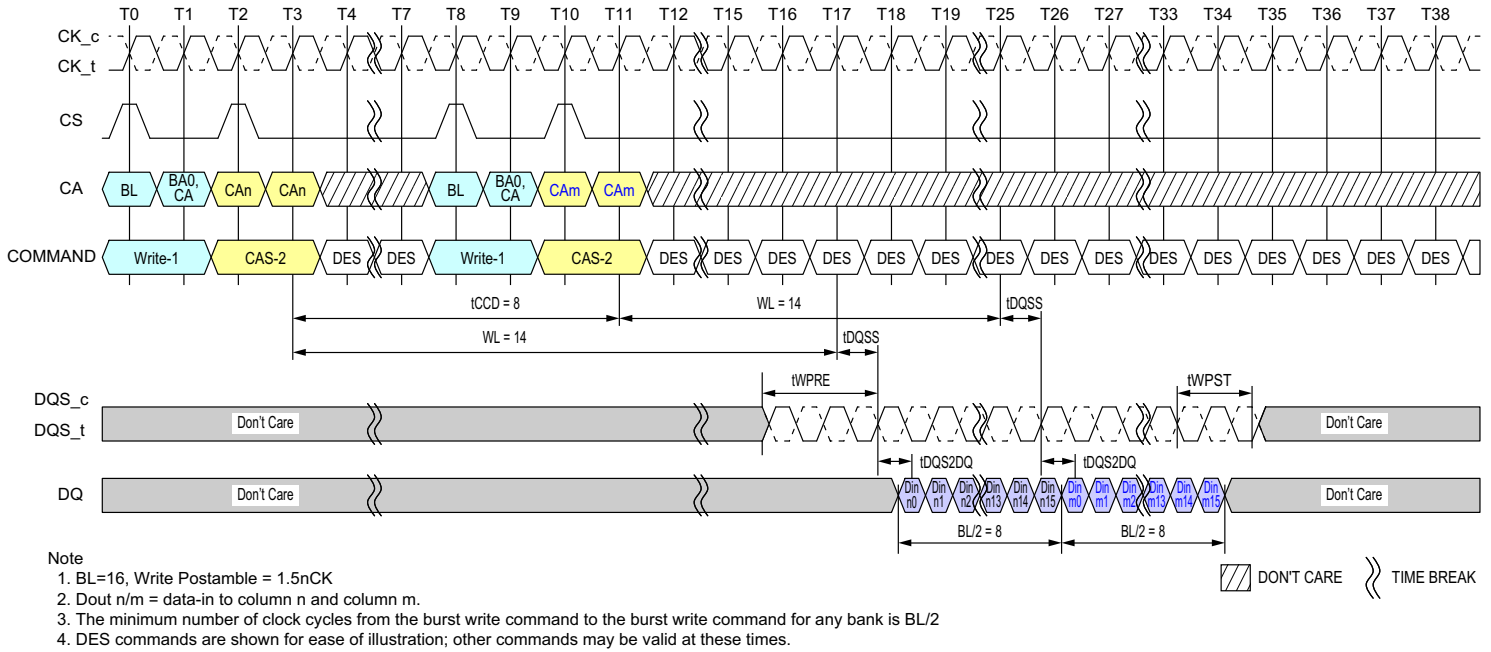 T0 T1 T2 T3 T4 T7 T8 T9 T10 T11 T12 T15 T16 T17 T18 T19 T25 T26 T27 T33 T34 T35 T36 T37 T38
CK_c
CK_t
CS
CA BL BA0, CA CAn CAn BL BA0, CA CAm CAm
COMMAND Write-1 CAS-2 DES DES Write-1 CAS-2 DES DES DES DES DES DES DES DES DES DES DES DES DES DES DES
tCCD = 8 WL = 14 tDQSS
WL = 14 tDQSS
tWPRE tWPST
DQS_c
DQS_t Don't Care Don't Care
tDQS2DQ tDQS2DQ
DQ Don't Care Din n0 Din n1 Din n2 Din n13 Din n14 Din n15 Din m0 Din m1 Din m2 Din m13 Din m14 Din m15 Don't Care
BL/2 = 8 BL/2 = 8
Note
1. BL=16, Write Postamble = 1.5nCK
2. Dout n/m = data-in to column n and column m.
3. The minimum number of clock cycles from the burst write command to the burst write command for any bank is BL/2
4. DES commands are shown for ease of illustration; other commands may be valid at these times.
DON'T CARE TIME BREAK